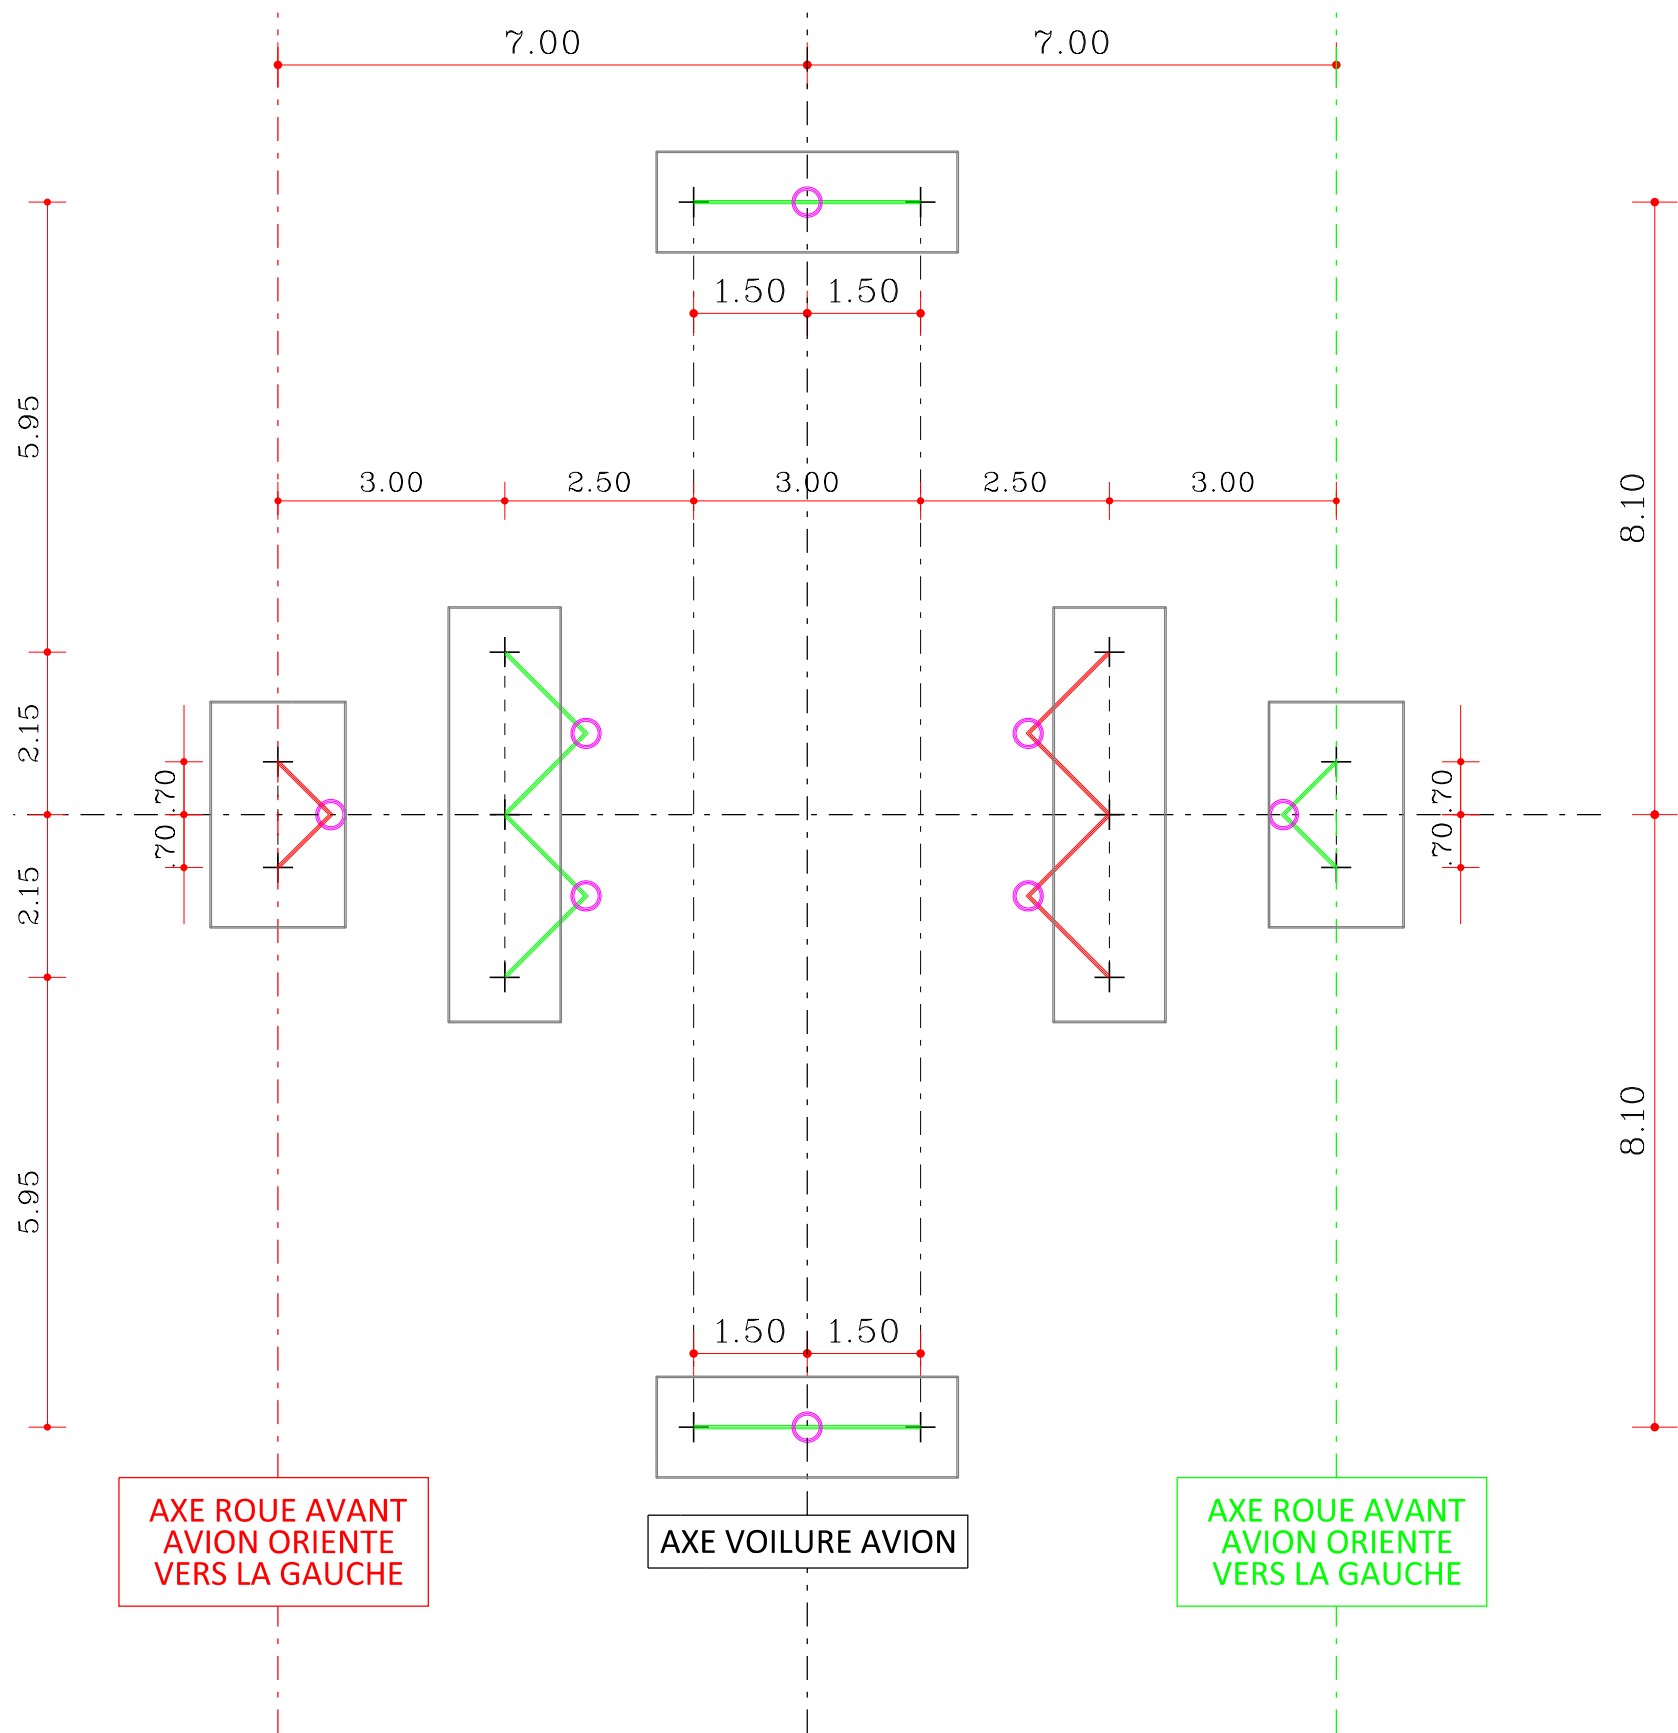 7.00 7.00
1.50 1.50
5.95
3.00 2.50 3.00 2.50 3.00
8.10
2.15
.70
.70
.70
.70
2.15
8.10
5.95
1.50 1.50
AXE ROUE AVANT
AVION ORIENTE
VERS LA GAUCHE
AXE VOILURE AVION
AXE ROUE AVANT
AVION ORIENTE
VERS LA GAUCHE